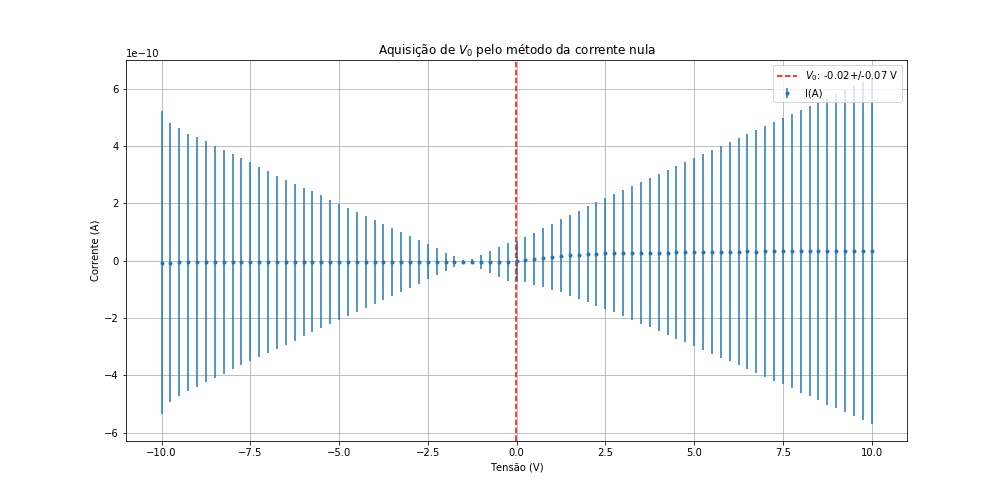 Aquisição de V₀ pelo método da corrente nula
1e−10
V₀: -0.02+/-0.07 V
I(A)
6
4
2
0
−2
−4
−6
Corrente (A)
−10.0 −7.5 −5.0 −2.5 0.0 2.5 5.0 7.5 10.0
Tensão (V)